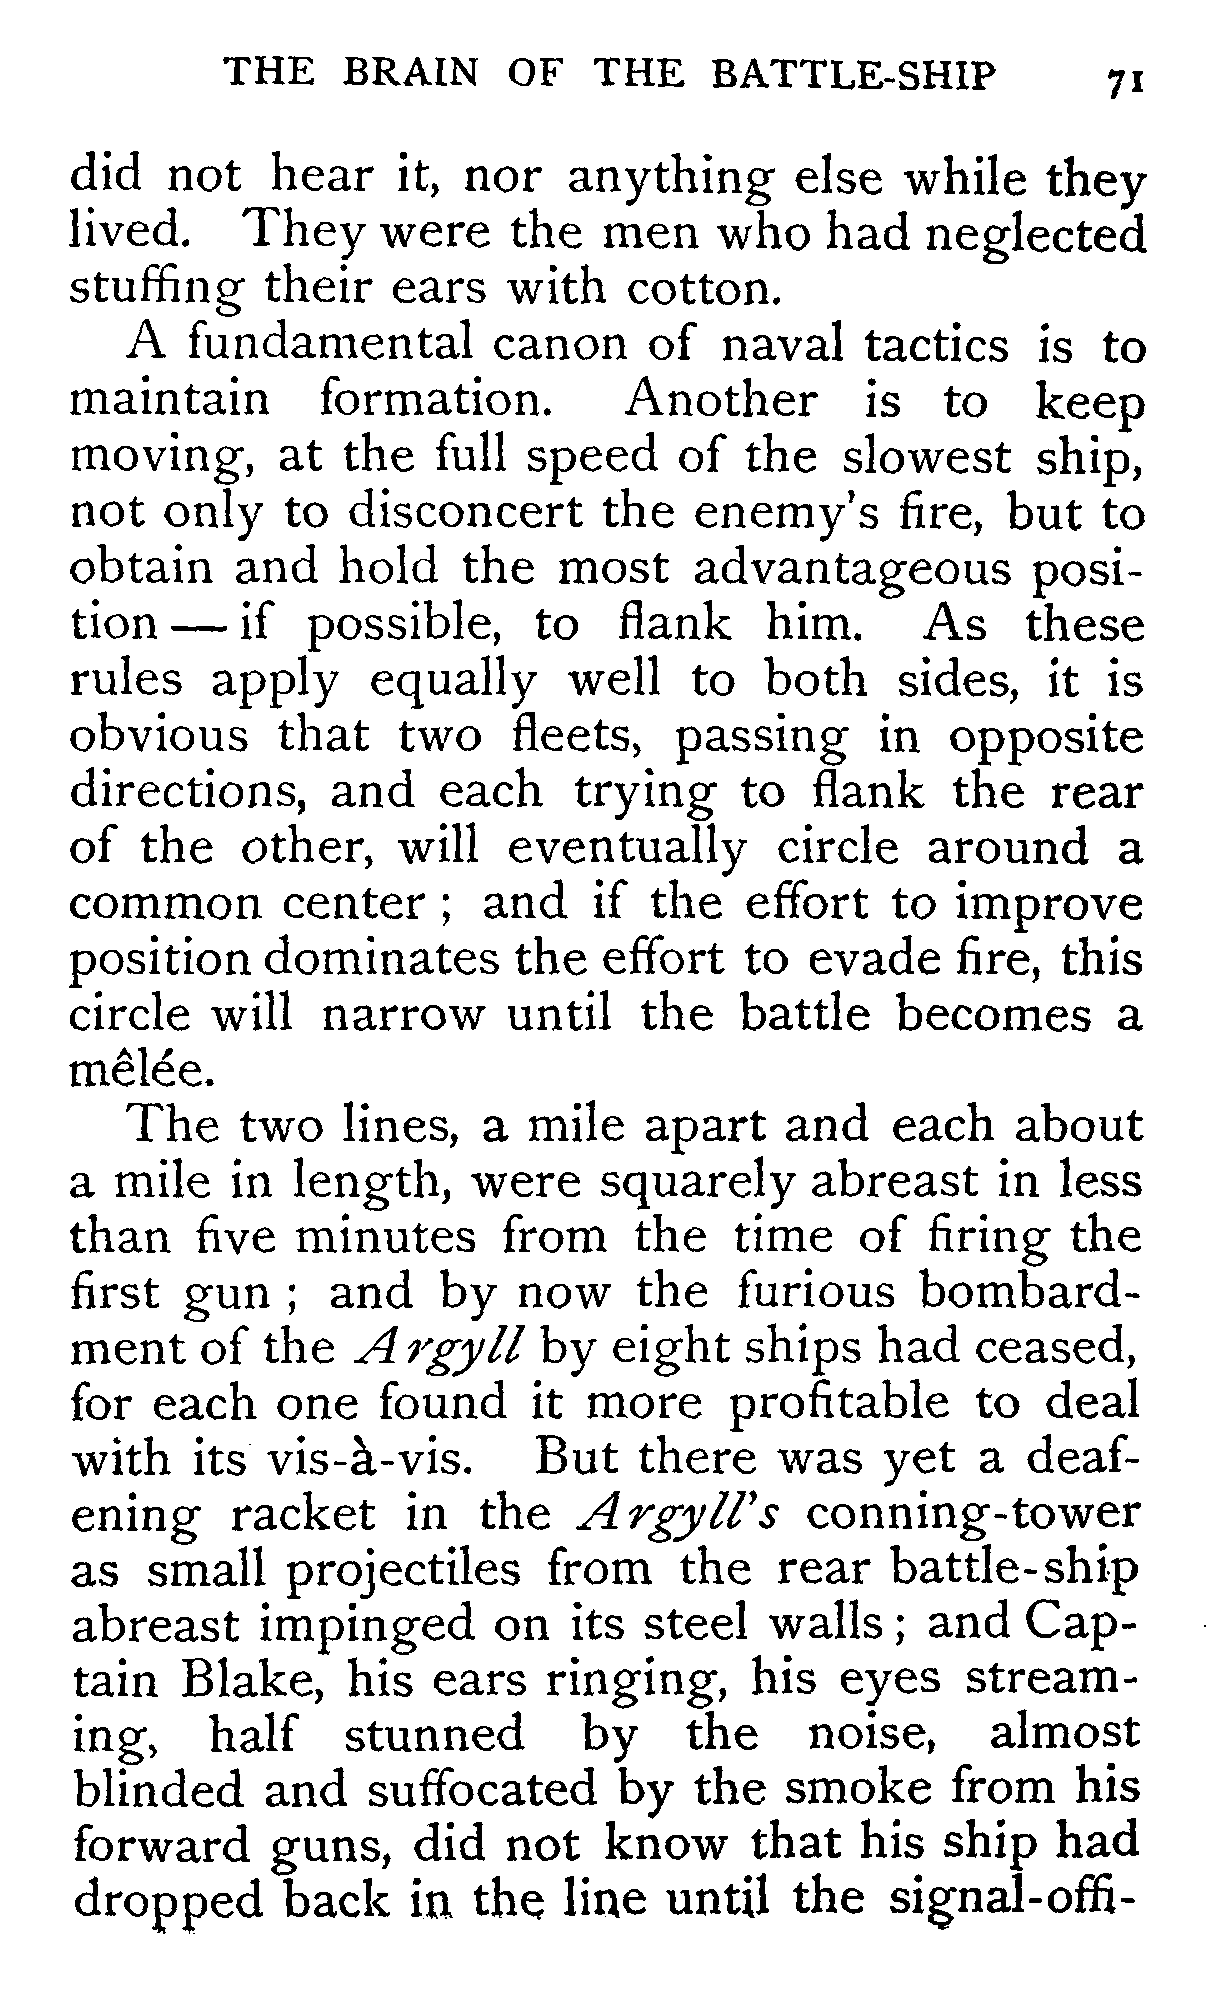 THE BRAIN OF THE BATTLE-SHIP 71
did not hear it, nor anything else while they
lived. They were the men who had neglected
stuffing their ears with cotton.
A fundamental canon of naval tactics is to
maintain formation. Another is to keep
moving, at the full speed of the slowest ship,
not only to disconcert the enemy's fire, but to
obtain and hold the most advantageous posi-
tion — if possible, to flank him. As these
rules apply equally well to both sides, it is
obvious that two fleets, passing in opposite
directions, and each trying to flank the rear
of the other, will eventually circle around a
common center ; and if the effort to improve
position dominates the effort to evade fire, this
circle will narrow until the battle becomes a
mêlée.
The two lines, a mile apart and each about
a mile in length, were squarely abreast in less
than five minutes from the time of firing the
first gun ; and by now the furious bombard-
ment of the Argyll by eight ships had ceased,
for each one found it more profitable to deal
with its vis-à-vis. But there was yet a deaf-
ening racket in the Argyll's conning-tower
as small projectiles from the rear battle-ship
abreast impinged on its steel walls ; and Cap-
tain Blake, his ears ringing, his eyes stream-
ing, half stunned by the noise, almost
blinded and suffocated by the smoke from his
forward guns, did not know that his ship had
dropped back in the line until the signal-offi-